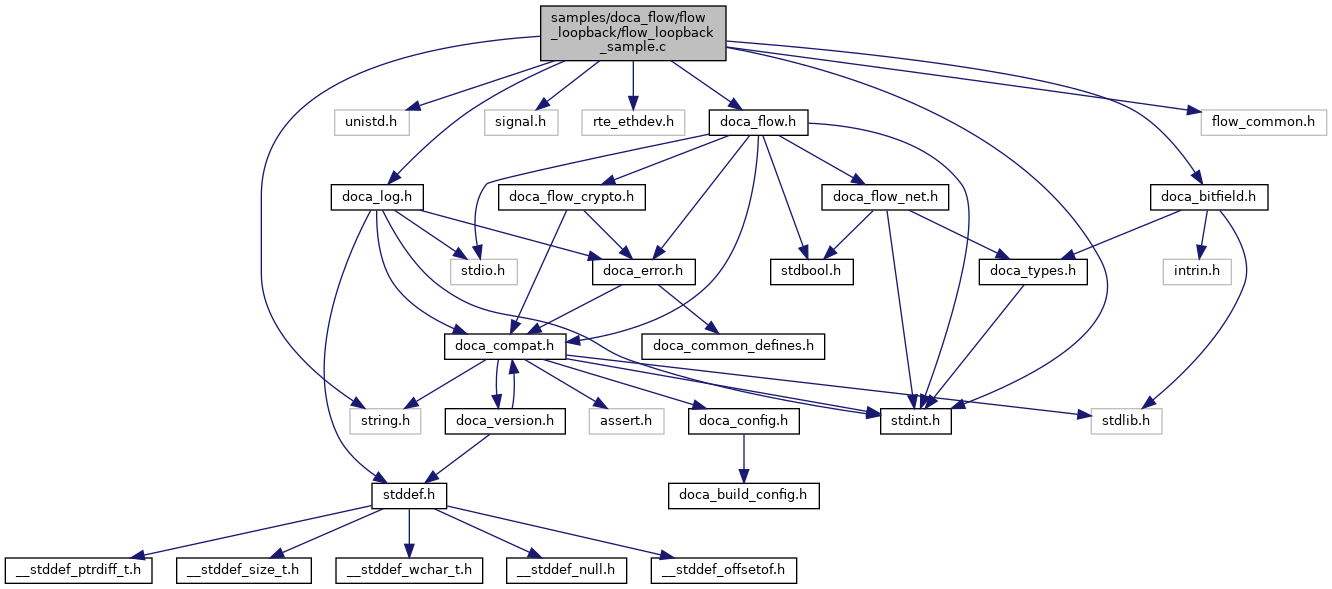 samples/doca_flow/flow
_loopback/flow_loopback
_sample.c
unistd.h
signal.h
rte_ethdev.h
doca_flow.h
flow_common.h
doca_log.h
doca_flow_crypto.h
doca_flow_net.h
doca_bitfield.h
stdio.h
doca_error.h
stdbool.h
doca_types.h
intrin.h
doca_compat.h
doca_common_defines.h
string.h
doca_version.h
assert.h
doca_config.h
stdint.h
stdlib.h
stddef.h
doca_build_config.h
__stddef_ptrdiff_t.h
__stddef_size_t.h
__stddef_wchar_t.h
__stddef_null.h
__stddef_offsetof.h